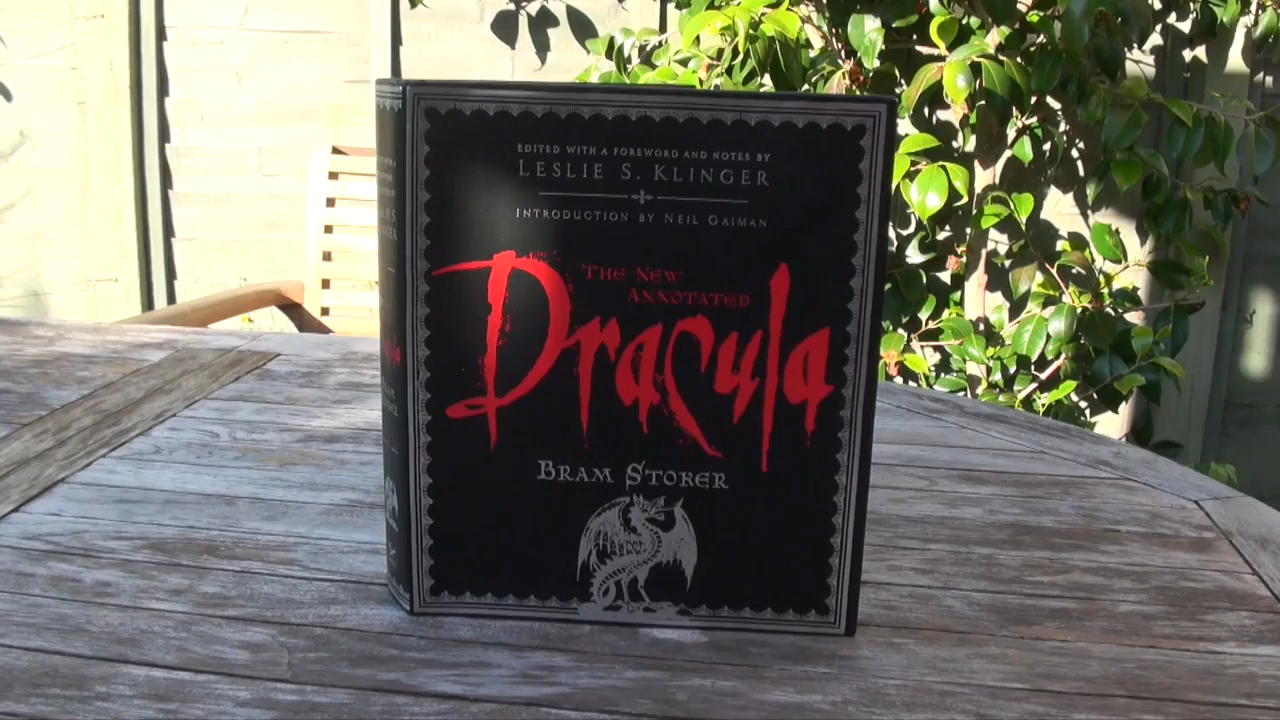 EDITED WITH A FOREWORD AND NOTES BY
LESLIE S. KLINGER
INTRODUCTION BY NEIL GAIMAN
THE NEW
ANNOTATED
Dracula
BRAM STOKER